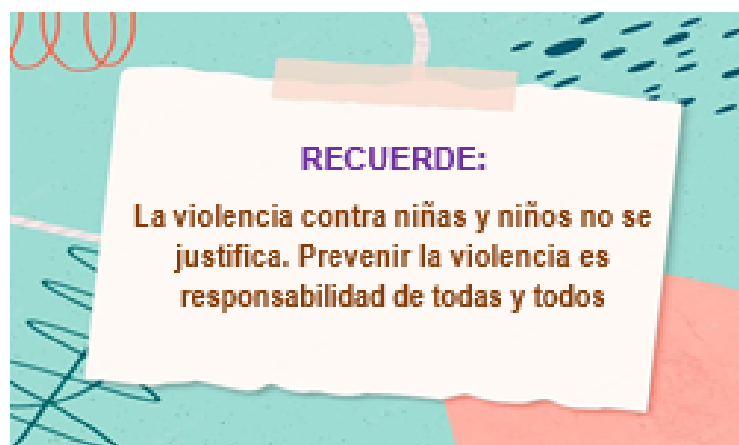 RECUERDE:
La violencia contra niñas y niños no se
justifica. Prevenir la violencia es
responsabilidad de todas y todos